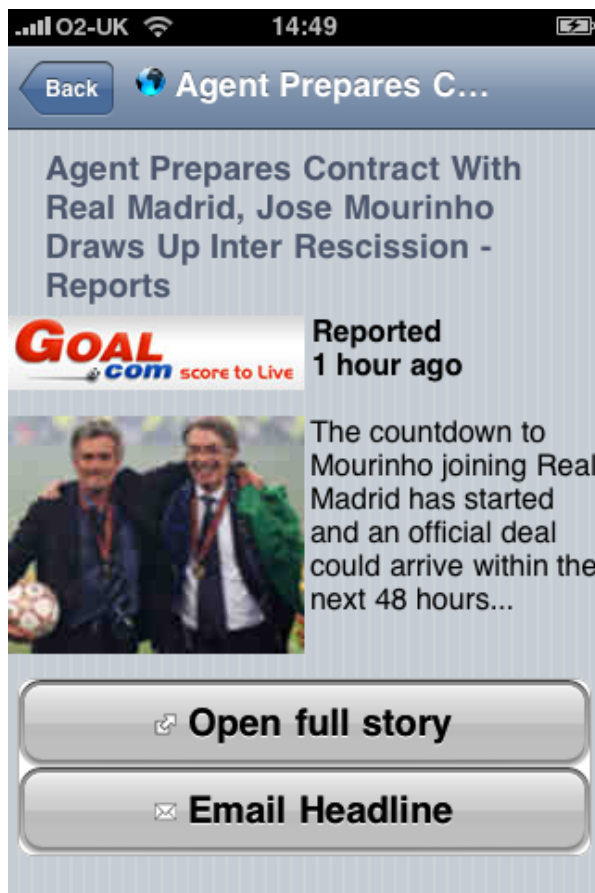 O2-UK 14:49
Back Agent Prepares C...
Agent Prepares Contract With
Real Madrid, Jose Mourinho
Draws Up Inter Rescission -
Reports
GOAL
.com score to Live
Reported
1 hour ago
The countdown to
Mourinho joining Real
Madrid has started
and an official deal
could arrive within the
next 48 hours...
Open full story
Email Headline